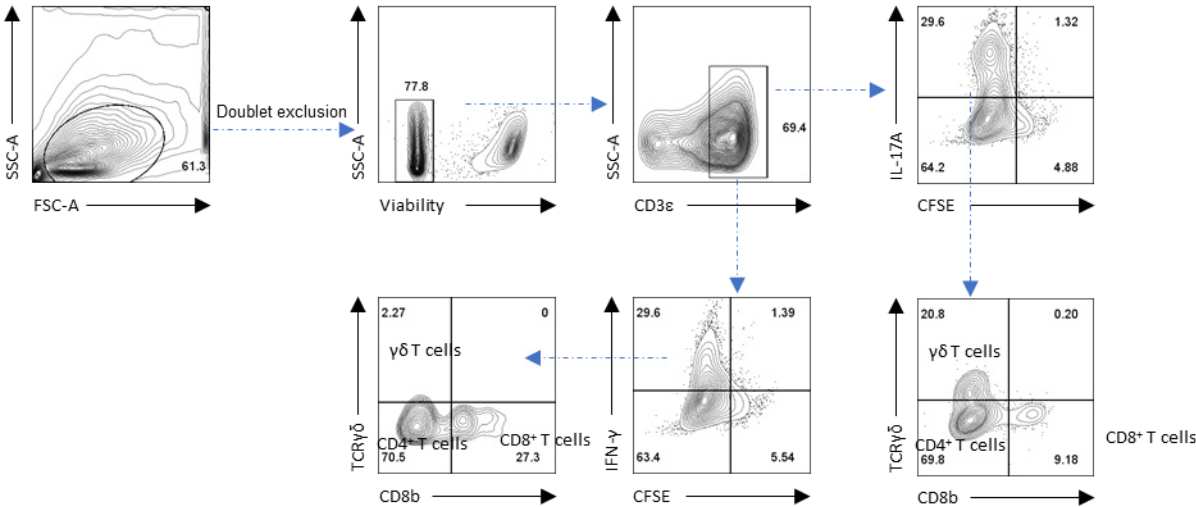 SSC-A
61.3
FSC-A
Doublet exclusion
SSC-A
77.8
Viability
SSC-A
69.4
CD3ε
IL-17A
29.6
1.32
64.2
4.88
CFSE
TCRγδ
2.27
0
γδ T cells
CD4⁺ T cells
CD8⁺ T cells
70.5
27.3
CD8b
IFN-γ
29.6
1.39
63.4
5.54
CFSE
TCRγδ
20.8
0.20
γδ T cells
CD4⁺ T cells
CD8⁺ T cells
69.8
9.18
CD8b